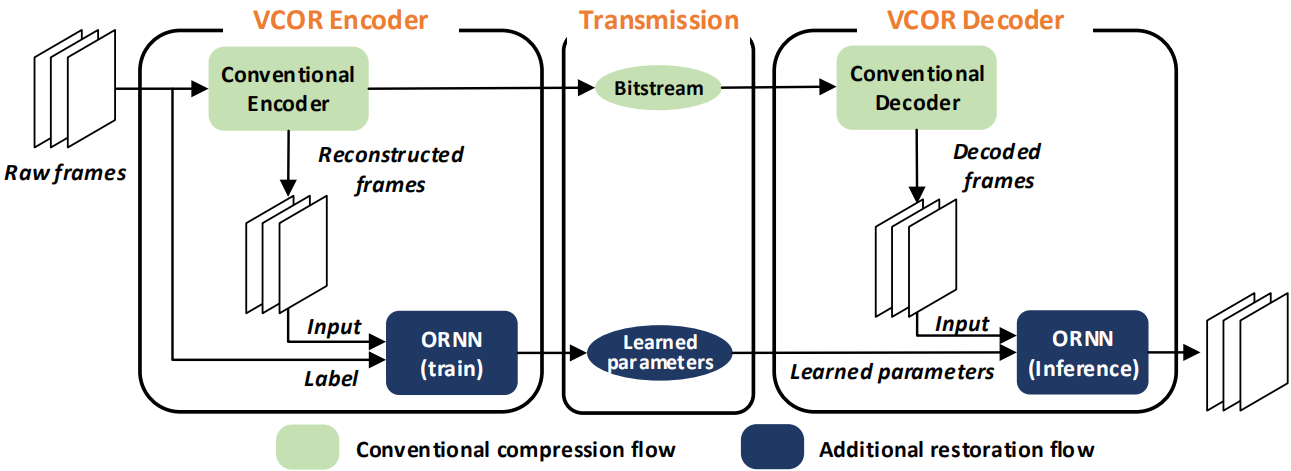 VCOR Encoder
Transmission
VCOR Decoder
Raw frames
Conventional
Encoder
Reconstructed
frames
Input
Label
ORNN
(train)
Bitstream
Learned
parameters
Conventional
Decoder
Decoded
frames
Input
Learned parameters
ORNN
(Inference)
Conventional compression flow
Additional restoration flow